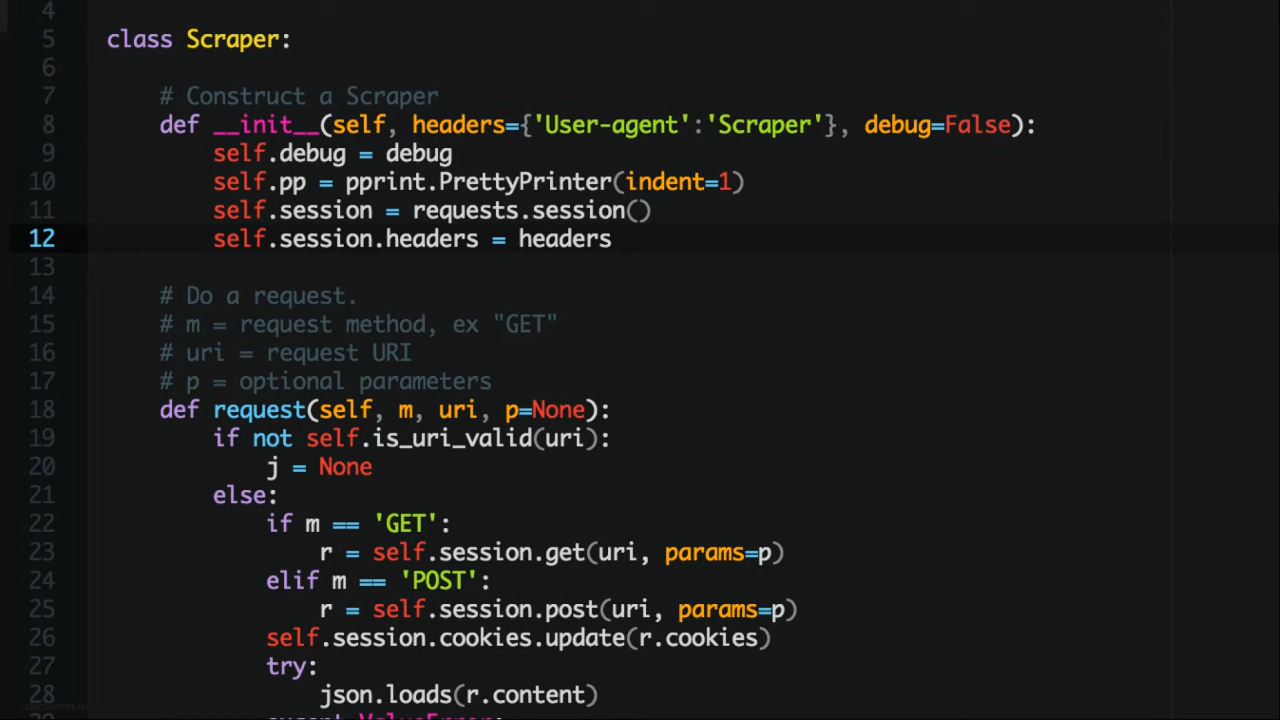 4
5 class Scraper:
6
7 # Construct a Scraper
8 def __init__(self, headers={'User-agent':'Scraper'}, debug=False):
9 self.debug = debug
10 self.pp = pprint.PrettyPrinter(indent=1)
11 self.session = requests.session()
12 self.session.headers = headers
13
14 # Do a request.
15 # m = request method, ex "GET"
16 # uri = request URI
17 # p = optional parameters
18 def request(self, m, uri, p=None):
19 if not self.is_uri_valid(uri):
20 j = None
21 else:
22 if m == 'GET':
23 r = self.session.get(uri, params=p)
24 elif m == 'POST':
25 r = self.session.post(uri, params=p)
26 self.session.cookies.update(r.cookies)
27 try:
28 json.loads(r.content)
29 except ValueError: